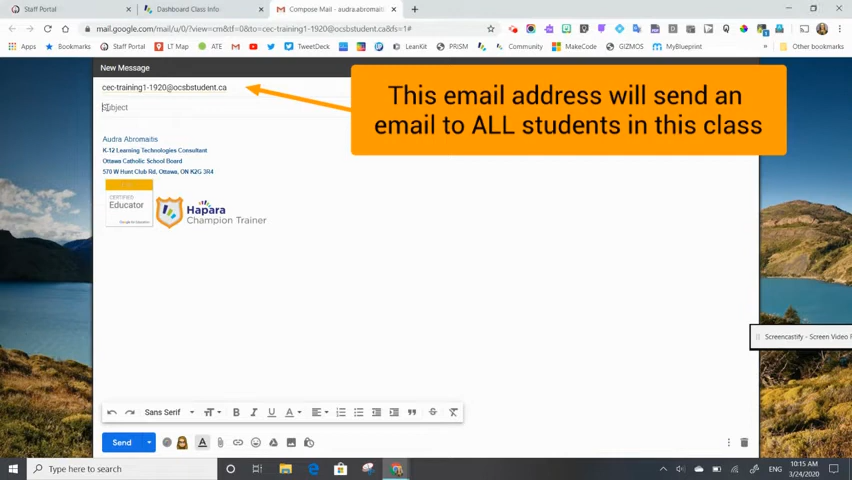 Staff Portal
Dashboard Class Info
Compose Mail - audra.abromaiti
mail.google.com/mail/u/0/?view=cm&tf=0&to=cec-training1-1920@ocsbstudent.ca&fs=1#
Apps
Bookmarks
Staff Portal
LT Map
ATE
TweetDeck
LeanKit
PRISM
Community
MakeCode
GIZMOS
MyBlueprint
Other bookmarks
New Message
cec-training1-1920@ocsbstudent.ca
Subject
This email address will send an
email to ALL students in this class
Audra Abromaitis
K-12 Learning Technologies Consultant
Ottawa Catholic School Board
570 W Hunt Club Rd, Ottawa, ON K2G 3R4
CERTIFIED
Educator
Google for Education
Hapara
Champion Trainer
Screencastify - Screen Video R
Sans Serif
Send
Type here to search
10:15 AM
3/24/2020